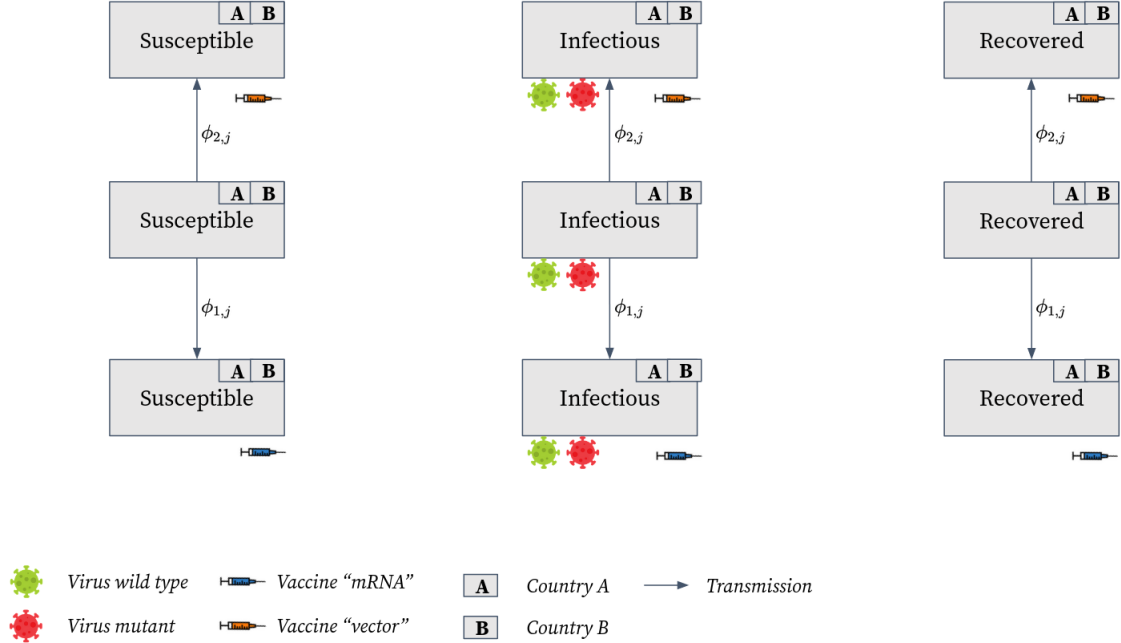 A B A B A B
Susceptible Infectious Recovered
ϕ2,j ϕ2,j ϕ2,j
A B A B A B
Susceptible Infectious Recovered
ϕ1,j ϕ1,j ϕ1,j
A B A B A B
Susceptible Infectious Recovered
Virus wild type Vaccine “mRNA” A Country A Transmission
Virus mutant Vaccine “vector” B Country B